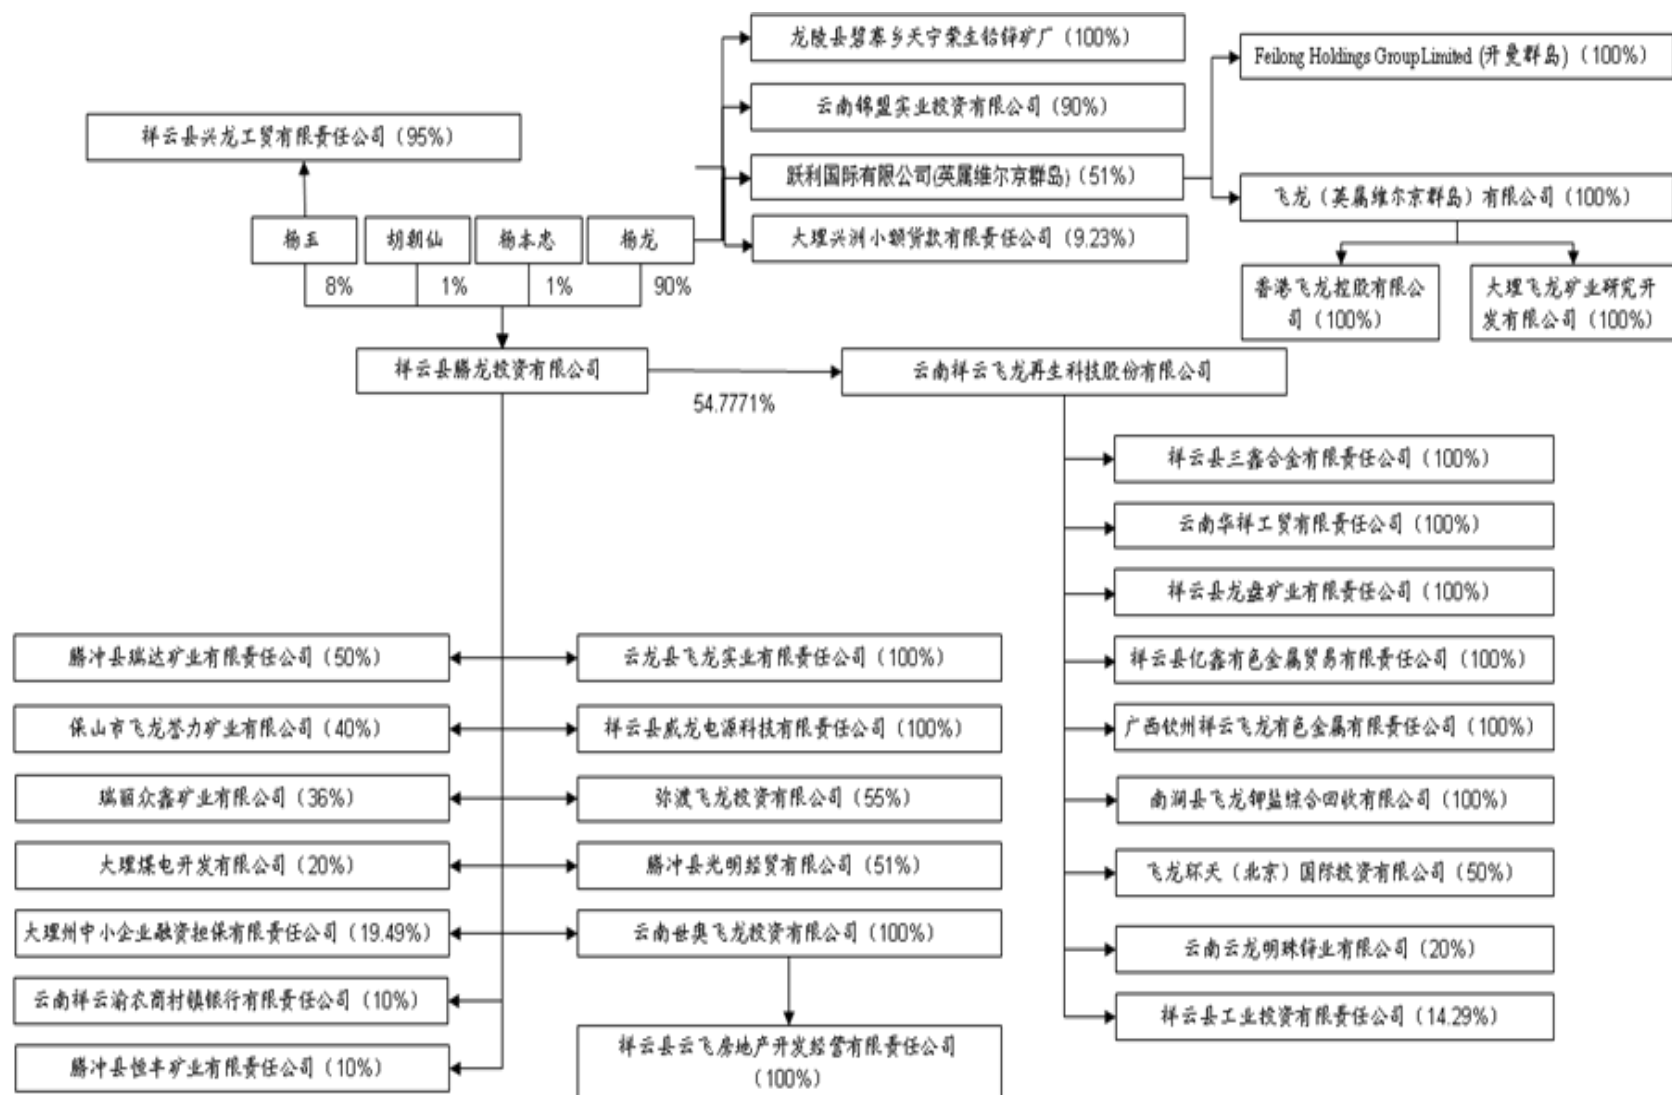 龙陵县碧寨乡天宁荣生铅锌矿厂（100%）
Feilong Holdings Group Limited (开曼群岛)（100%）
云南锦盟实业投资有限公司（90%）
祥云县兴龙工贸有限责任公司（95%）
跃利国际有限公司(英属维尔京群岛)（51%）
飞龙（英属维尔京群岛）有限公司（100%）
杨玉
胡朝仙
杨本忠
杨龙
大理兴洲小额贷款有限责任公司（9.23%）
8%
1%
1%
90%
香港飞龙控股有限公
司（100%）
大理飞龙矿业研究开
发有限公司（100%）
祥云县腾龙投资有限公司
云南祥云飞龙再生科技股份有限公司
54.7771%
祥云县三鑫合金有限责任公司（100%）
云南华祥工贸有限责任公司（100%）
祥云县龙盘矿业有限责任公司（100%）
腾冲县瑞达矿业有限责任公司（50%）
云龙县飞龙实业有限责任公司（100%）
祥云县亿鑫有色金属贸易有限责任公司（100%）
保山市飞龙誉力矿业有限公司（40%）
祥云县威龙电源科技有限责任公司（100%）
广西钦州祥云飞龙有色金属有限责任公司（100%）
瑞丽众鑫矿业有限公司（36%）
弥渡飞龙投资有限公司（55%）
南涧县飞龙钾盐综合回收有限公司（100%）
大理煤电开发有限公司（20%）
腾冲县光明经贸有限公司（51%）
飞龙环天（北京）国际投资有限公司（50%）
大理州中小企业融资担保有限责任公司（19.49%）
云南世奥飞龙投资有限公司（100%）
云南云龙明珠锌业有限公司（20%）
云南祥云渝农商村镇银行有限责任公司（10%）
祥云县工业投资有限责任公司（14.29%）
腾冲县恒丰矿业有限责任公司（10%）
祥云县云飞房地产开发经营有限责任公司
（100%）